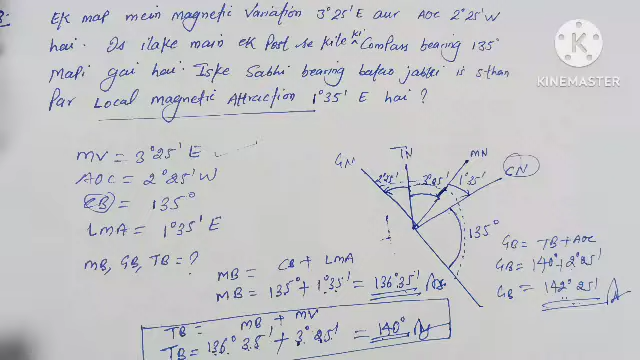 Ek map mein magnetic variation 3°25' E aur AOC 2°25' W
hai. Is ilake main ek Post se kile ki Compass bearing 135°
Mapi gai hai. Iske Sabhi bearing batao jabki is sthan
Par Local magnetic Attraction 1°35' E hai ?
K
KINEMASTER
MV = 3°25' E
AOC = 2°25' W
CB = 135°
LMA = 1°35' E
MB, GB, TB = ?
GN
TN
MN
CN
2°25'
3°25'
1°35'
135°
MB = CB + LMA
MB = 135° + 1°35' = 136°35' Ans
TB = MB + MV
TB = 136°35' + 3°25' = 140°
GB = TB + AOC
GB = 140° + 2°25'
GB = 142°25'